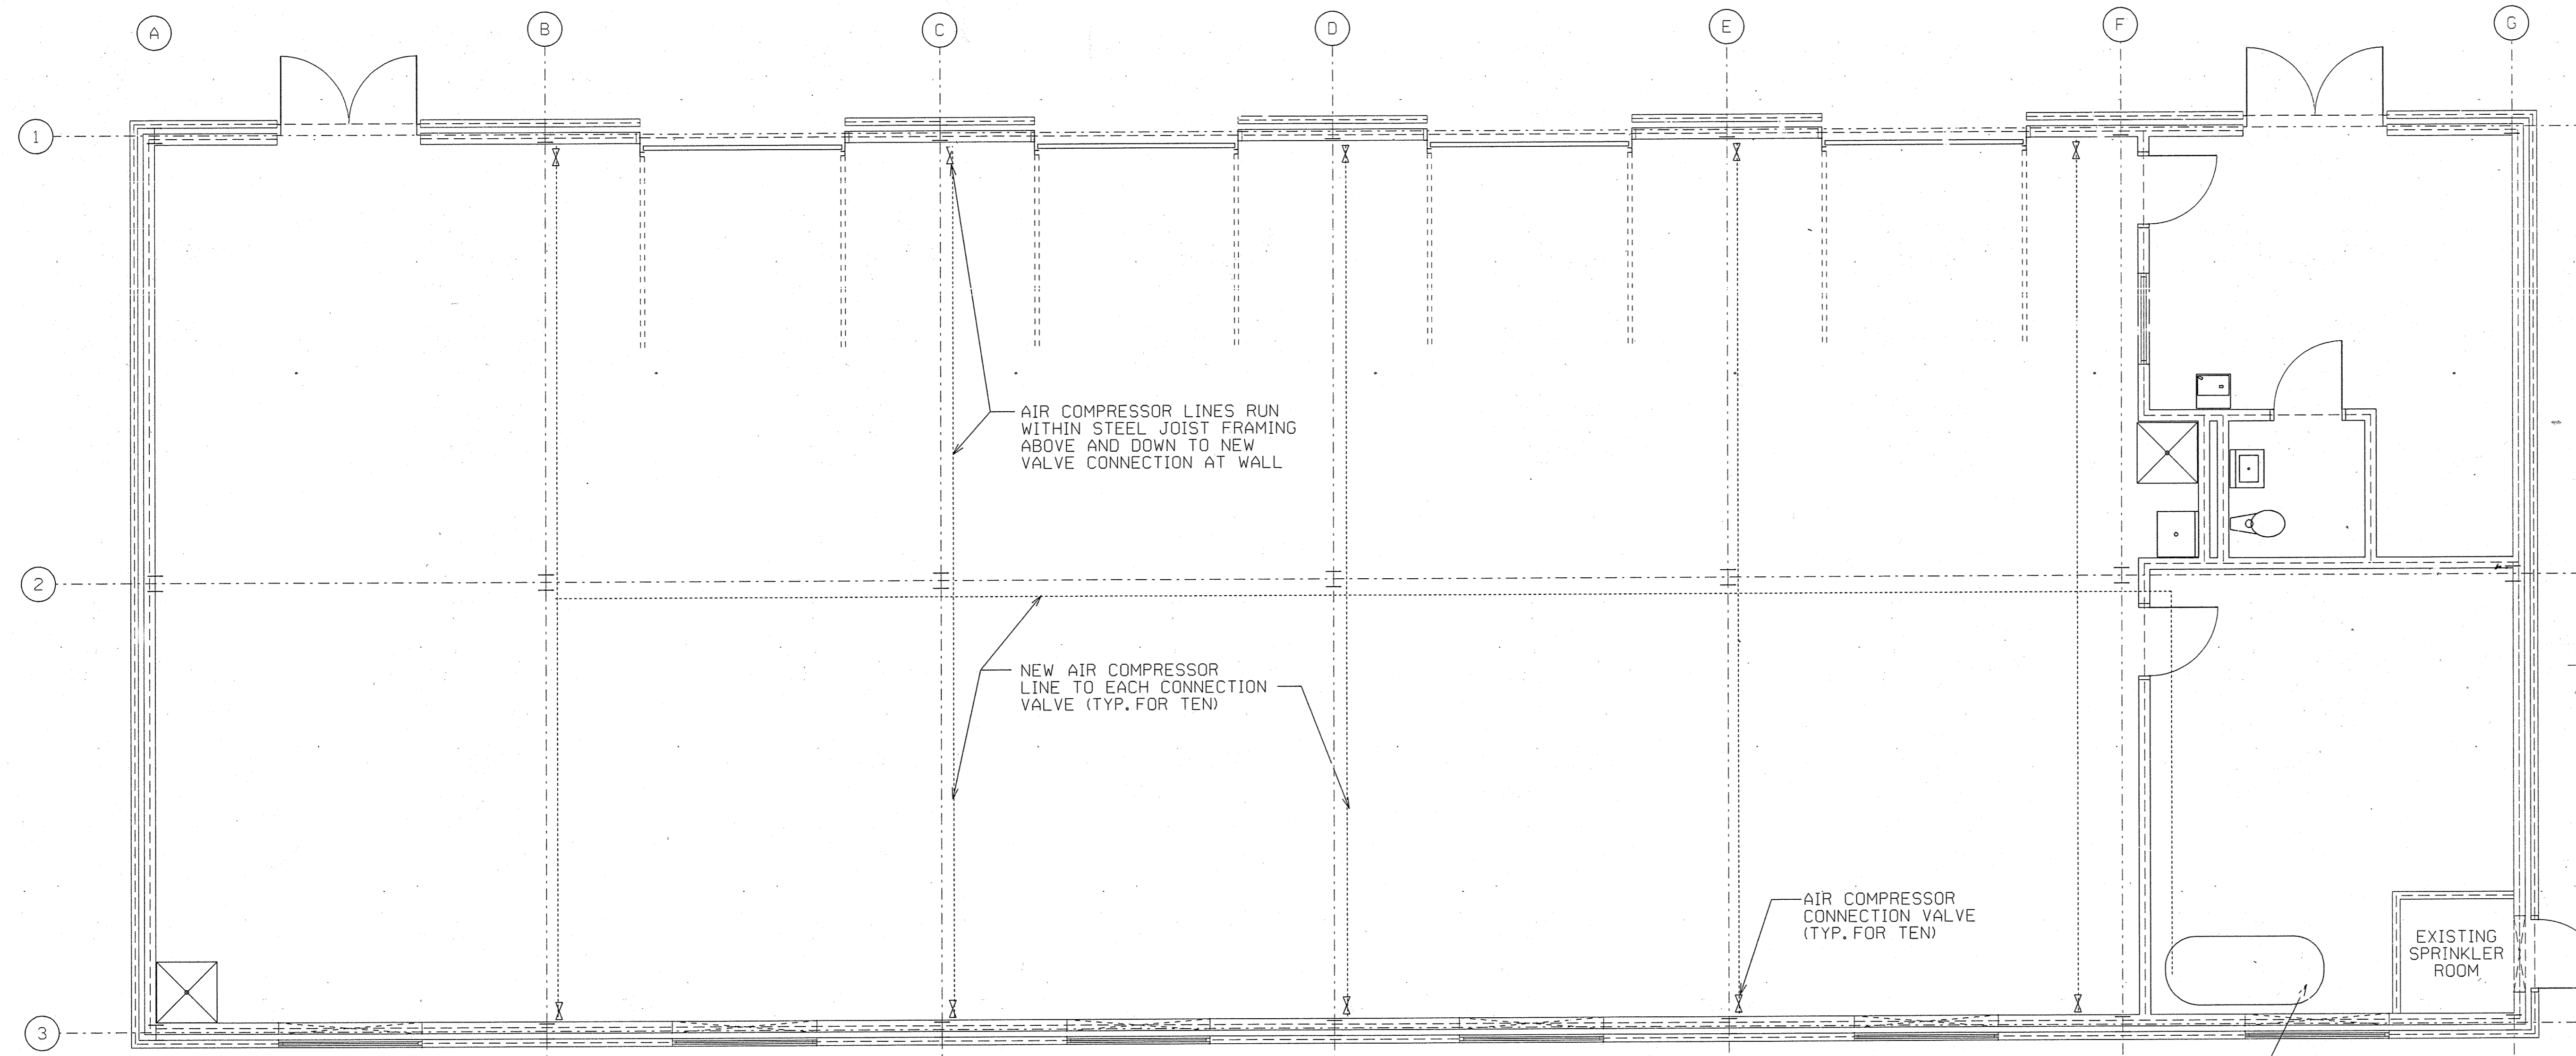 A
B
C
D
E
F
G
1
AIR COMPRESSOR LINES RUN
WITHIN STEEL JOIST FRAMING
ABOVE AND DOWN TO NEW
VALVE CONNECTION AT WALL
2
NEW AIR COMPRESSOR
LINE TO EACH CONNECTION
VALVE (TYP. FOR TEN)
AIR COMPRESSOR
CONNECTION VALVE
(TYP. FOR TEN)
EXISTING
SPRINKLER
ROOM
3